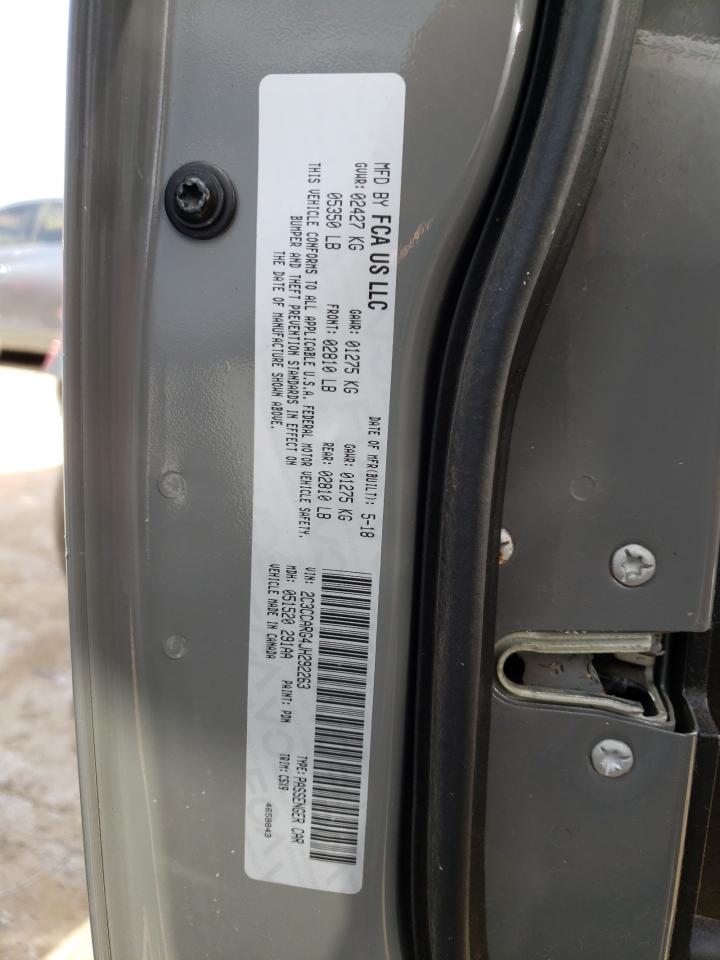 MFD BY FCA US LLC
DATE OF MFR(BUILT): 5-18
GVWR: 02427 KG GAWR: 01275 KG GAWR: 01275 KG
05350 LB FRONT: 02810 LB REAR: 02810 LB
THIS VEHICLE CONFORMS TO ALL APPLICABLE U.S.A. FEDERAL MOTOR VEHICLE SAFETY,
BUMPER AND THEFT PREVENTION STANDARDS IN EFFECT ON
THE DATE OF MANUFACTURE SHOWN ABOVE.
VIN: 2C3CCARG4JH292263 TYPE: PASSENGER CAR
MDH: 051520 291AA PAINT: PDN TRIM: C5X9
VEHICLE MADE IN CANADA 4658843